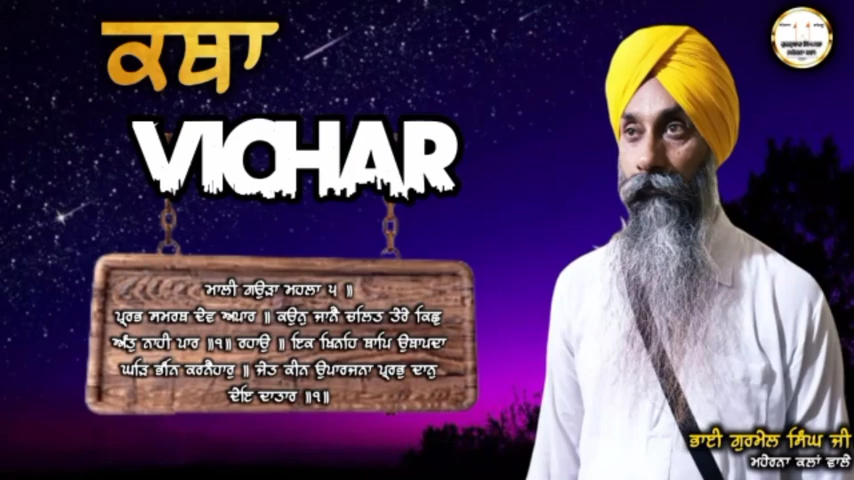 ਕਥਾ
VICHAR
ਮਾਲੀ ਗਉੜਾ ਮਹਲਾ ੫ ॥
ਪ੍ਰਭ ਸਮਰਥ ਦੇਵ ਅਪਾਰ ॥ ਕਉਨੁ ਜਾਨੈ ਚਲਿਤ ਤੇਰੇ ਕਿਛੁ
ਅੰਤੁ ਨਾਹੀ ਪਾਰ ॥੧॥ ਰਹਾਉ ॥ ਇਕ ਖਿਨਹਿ ਥਾਪਿ ਉਥਾਪਦਾ
ਘੜਿ ਭੰਨਿ ਕਰਨੈਹਾਰੁ ॥ ਜੇਤ ਕੀਨ ਉਪਾਰਜਨਾ ਪ੍ਰਭੁ ਦਾਨੁ
ਦੇਇ ਦਾਤਾਰ ॥੧॥
ਭਾਈ ਗੁਰਮੇਲ ਸਿੰਘ ਜੀ
ਮਹੇਰਨਾ ਕਲਾਂ ਵਾਲੇ